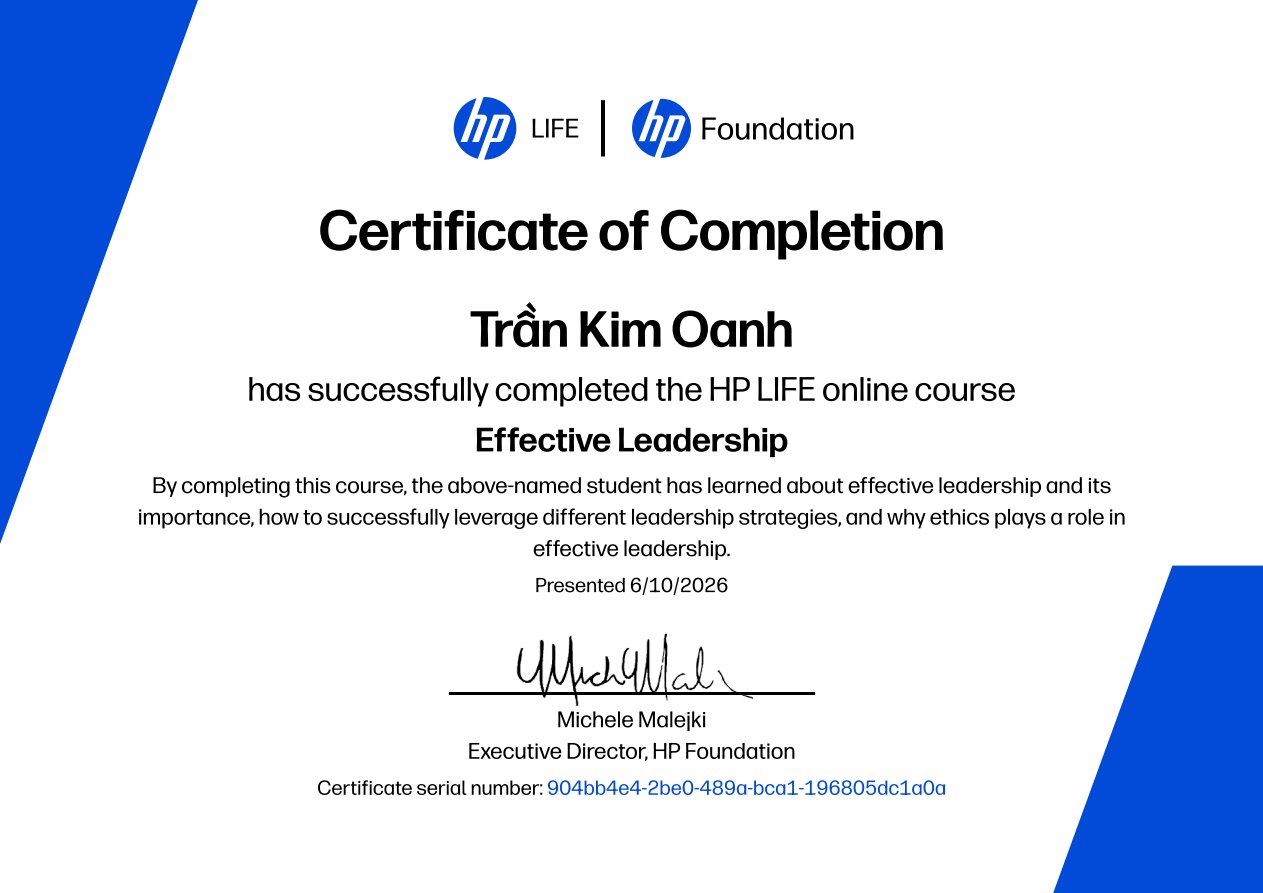 hp LIFE | hp Foundation
Certificate of Completion
Trần Kim Oanh
has successfully completed the HP LIFE online course
Effective Leadership
By completing this course, the above-named student has learned about effective leadership and its
importance, how to successfully leverage different leadership strategies, and why ethics plays a role in
effective leadership.
Presented 6/10/2026
Michele Malejki
Executive Director, HP Foundation
Certificate serial number: 904bb4e4-2be0-489a-bca1-196805dc1a0a